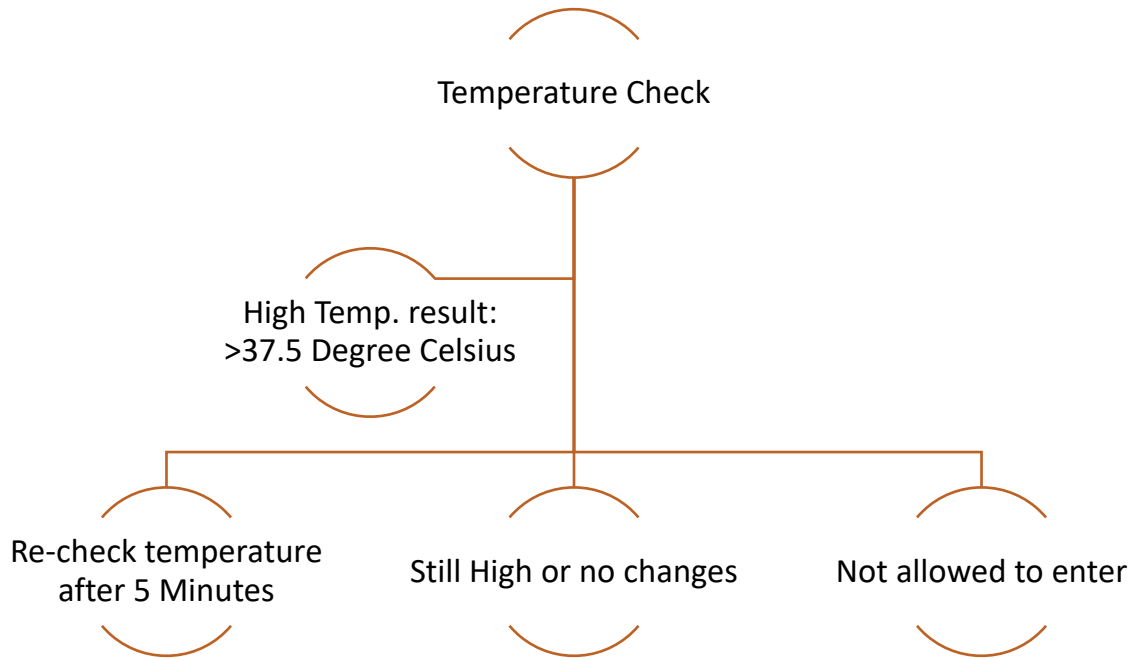 Temperature Check
High Temp. result:
>37.5 Degree Celsius
Re-check temperature
after 5 Minutes
Still High or no changes
Not allowed to enter